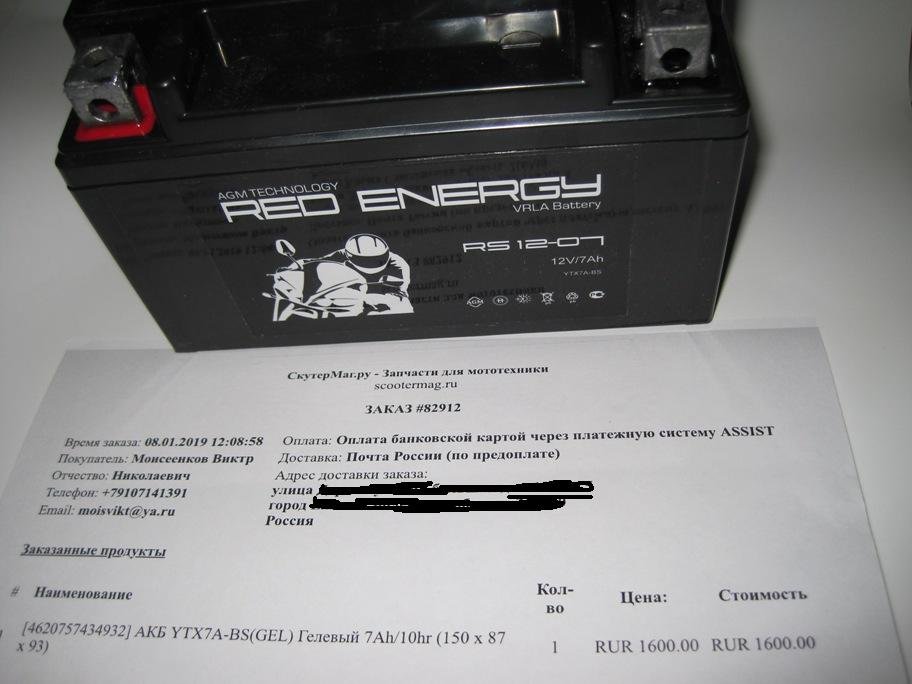 AGM TECHNOLOGY
RED ENERGY
VRLA Battery
RS 12-07
12V/7Ah
YTX7A-BS
AGM
СкутерМаг.ру - Запчасти для мототехники
scootermag.ru
ЗАКАЗ #82912
Время заказа: 08.01.2019 12:08:58
Покупатель: Моисеенков Виктр
Отчество: Николаевич
Телефон: +79107141391
Email: moisvikt@ya.ru
Оплата: Оплата банковской картой через платежную систему ASSIST
Доставка: Почта России (по предоплате)
Адрес доставки заказа:
улица
город
Россия
Заказанные продукты
# Наименование Кол-
во Цена: Стоимость
[4620757434932] АКБ YTX7A-BS(GEL) Гелевый 7Ah/10hr (150 x 87
x 93) 1 RUR 1600.00 RUR 1600.00